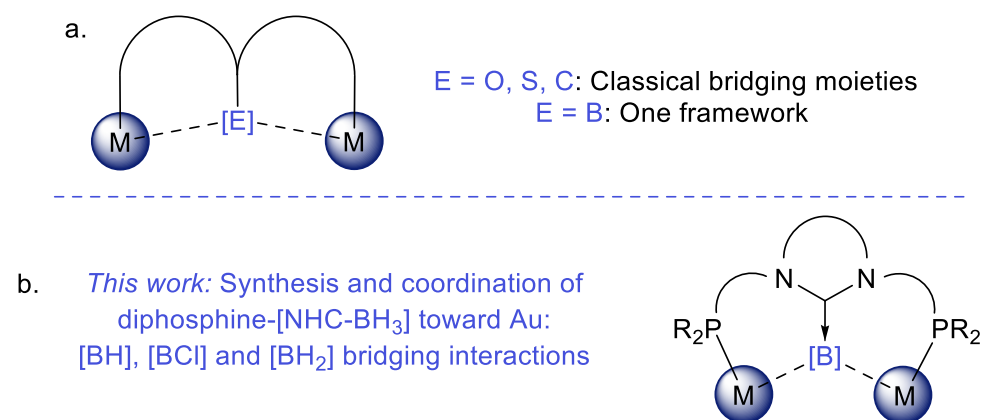 a.
E = O, S, C: Classical bridging moieties
E = B: One framework
M [E] M
b.
This work: Synthesis and coordination of
diphosphine-[NHC-BH₃] toward Au:
[BH], [BCl] and [BH₂] bridging interactions
N N
R₂P PR₂
[B]
M M